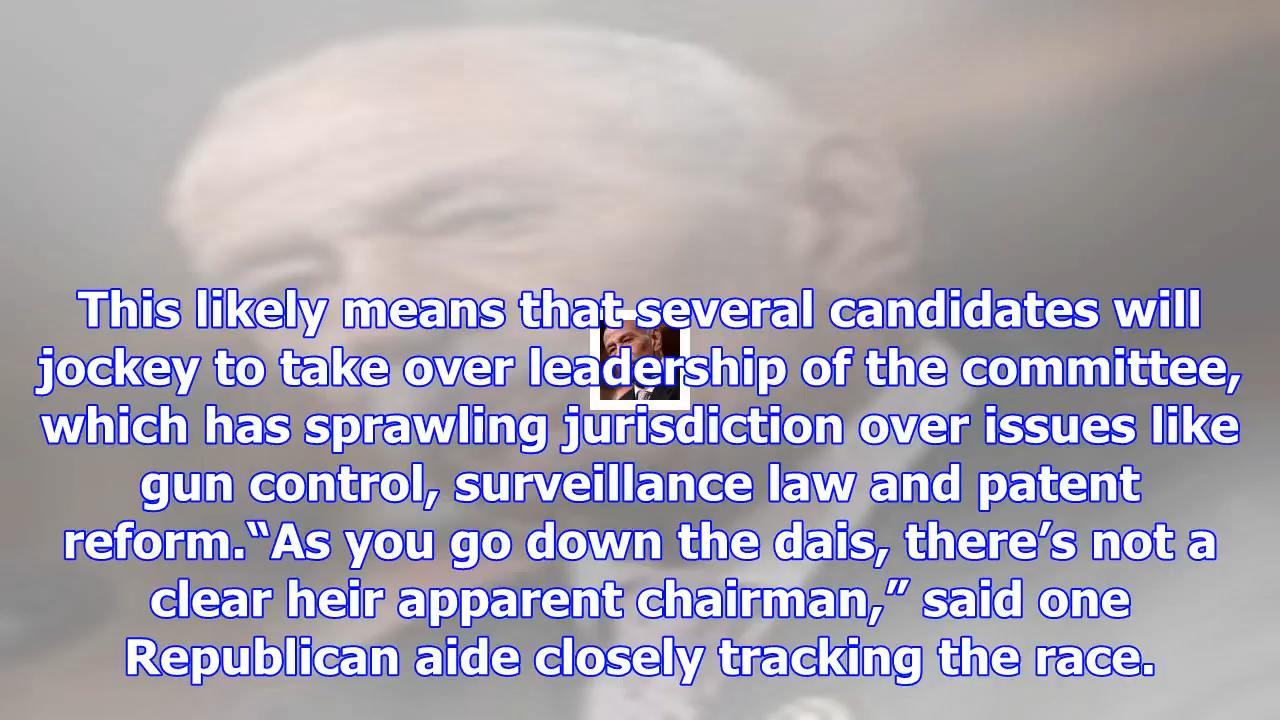 This likely means that several candidates will
jockey to take over leadership of the committee,
which has sprawling jurisdiction over issues like
gun control, surveillance law and patent
reform.“As you go down the dais, there’s not a
clear heir apparent chairman,” said one
Republican aide closely tracking the race.